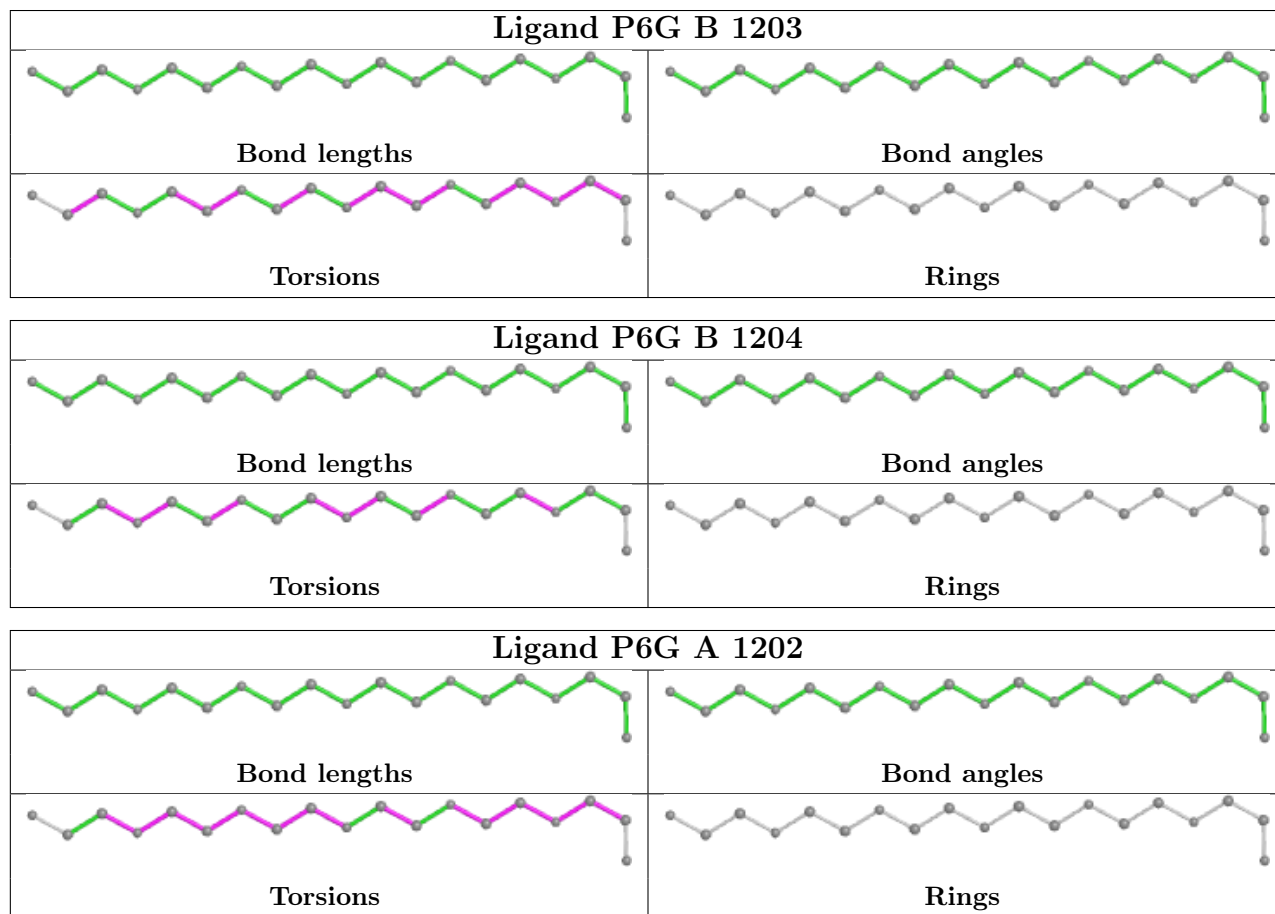 Ligand P6G B 1203
Bond lengths Bond angles
Torsions Rings
Ligand P6G B 1204
Bond lengths Bond angles
Torsions Rings
Ligand P6G A 1202
Bond lengths Bond angles
Torsions Rings